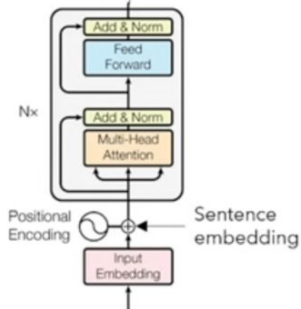 Add & Norm
Feed
Forward
Nx
Add & Norm
Multi-Head
Attention
Positional
Encoding
Sentence
embedding
Input
Embedding